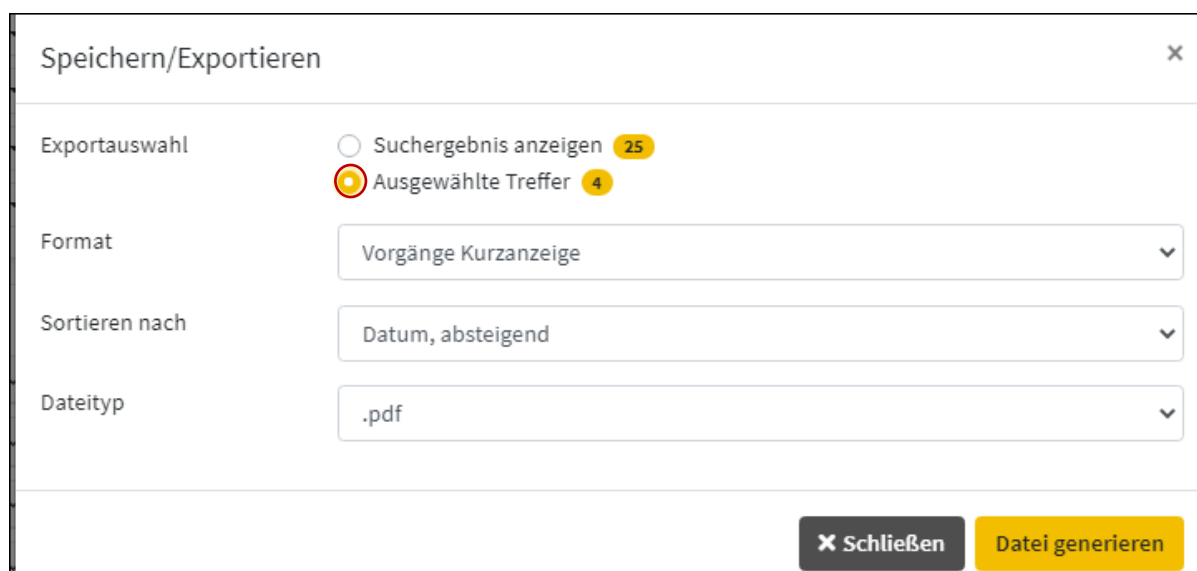 Speichern/Exportieren ×
Exportauswahl Suchergebnis anzeigen 25
Ausgewählte Treffer 4
Format Vorgänge Kurzanzeige
Sortieren nach Datum, absteigend
Dateityp .pdf
× Schließen Datei generieren